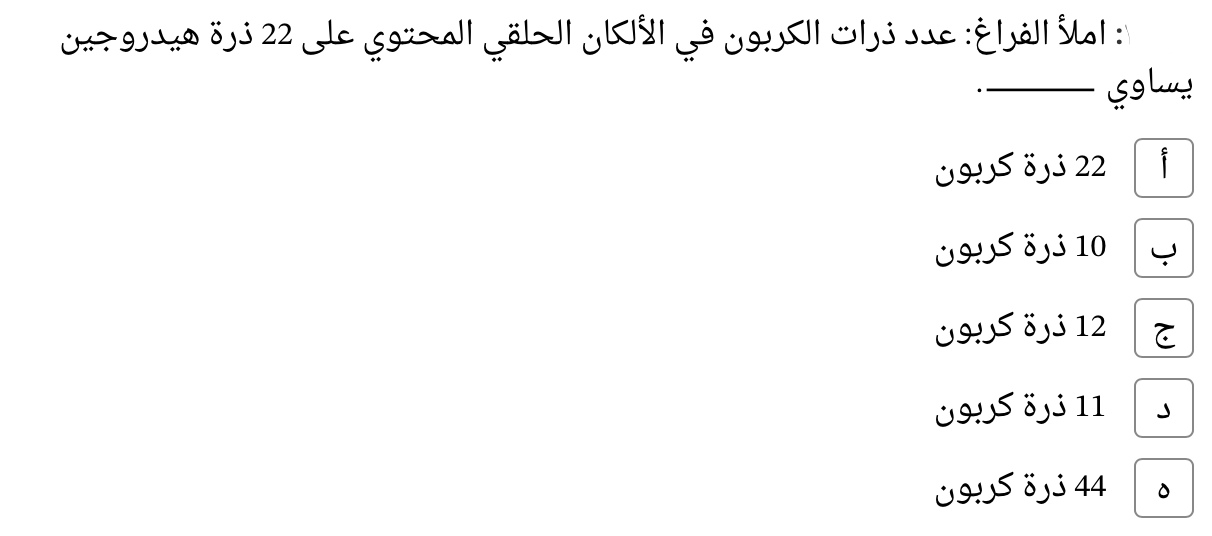 : املأ الفراغ: عدد ذرات الكربون في الألكان الحلقي المحتوي على 22 ذرة هيدروجين
يساوي ______.
أ 22 ذرة كربون
ب 10 ذرة كربون
ج 12 ذرة كربون
د 11 ذرة كربون
ه 44 ذرة كربون